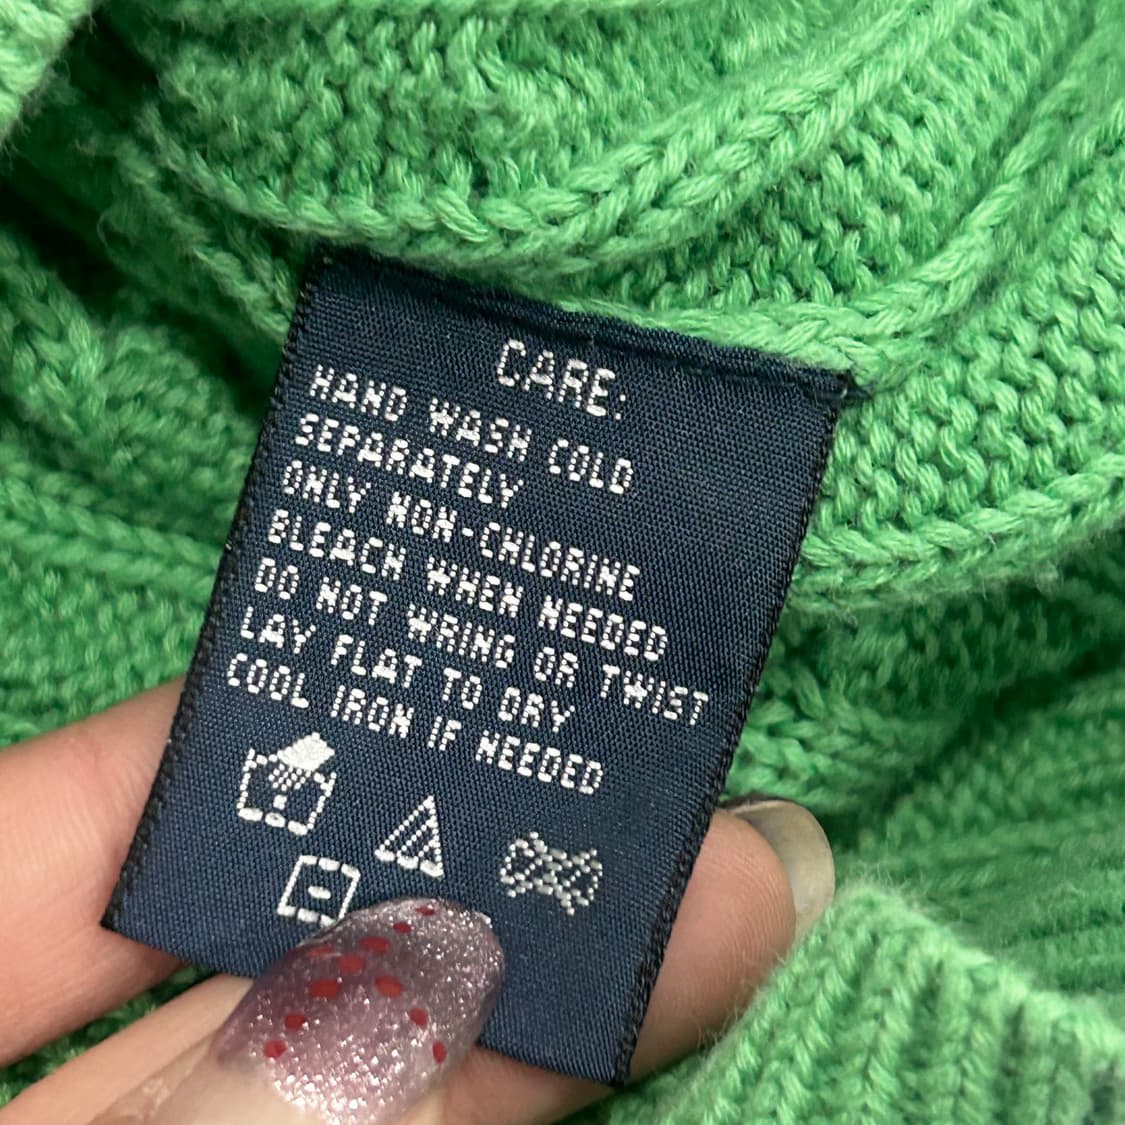 CARE:
HAND WASH COLD
SEPARATELY
ONLY NON-CHLORINE
BLEACH WHEN NEEDED
DO NOT WRING OR TWIST
LAY FLAT TO DRY
COOL IRON IF NEEDED